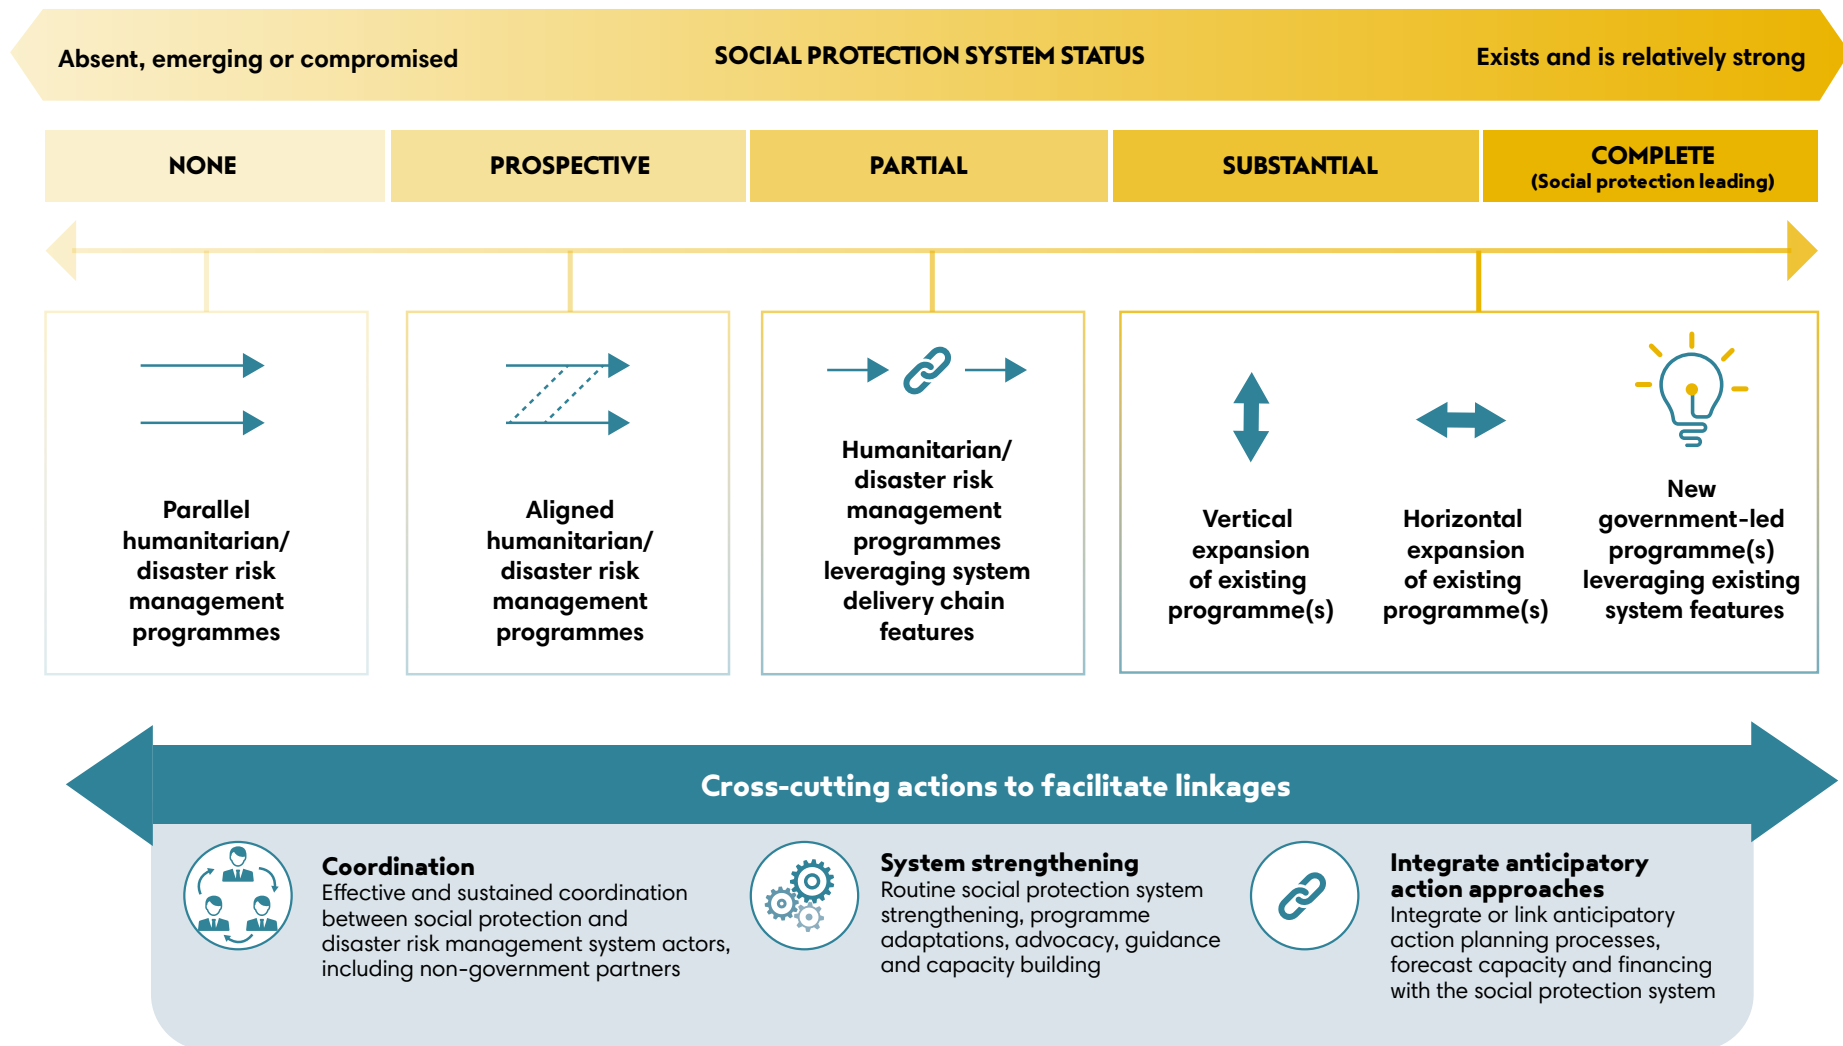 Absent, emerging or compromised
SOCIAL PROTECTION SYSTEM STATUS
Exists and is relatively strong
NONE
PROSPECTIVE
PARTIAL
SUBSTANTIAL
COMPLETE
(Social protection leading)
Parallel
humanitarian/
disaster risk
management
programmes
Aligned
humanitarian/
disaster risk
management
programmes
Humanitarian/
disaster risk
management
programmes
leveraging system
delivery chain
features
Vertical
expansion
of existing
programme(s)
Horizontal
expansion
of existing
programme(s)
New
government-led
programme(s)
leveraging existing
system features
Cross-cutting actions to facilitate linkages
Coordination
Effective and sustained coordination
between social protection and
disaster risk management system actors,
including non-government partners
System strengthening
Routine social protection system
strengthening, programme
adaptations, advocacy, guidance
and capacity building
Integrate anticipatory
action approaches
Integrate or link anticipatory
action planning processes,
forecast capacity and financing
with the social protection system